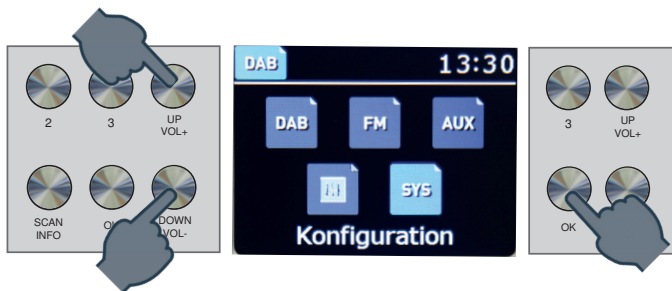 2
3
UP
VOL+
SCAN
INFO
DOWN
VOL-
DAB
13:30
DAB
FM
AUX
SYS
Konfiguration
3
UP
VOL+
OK